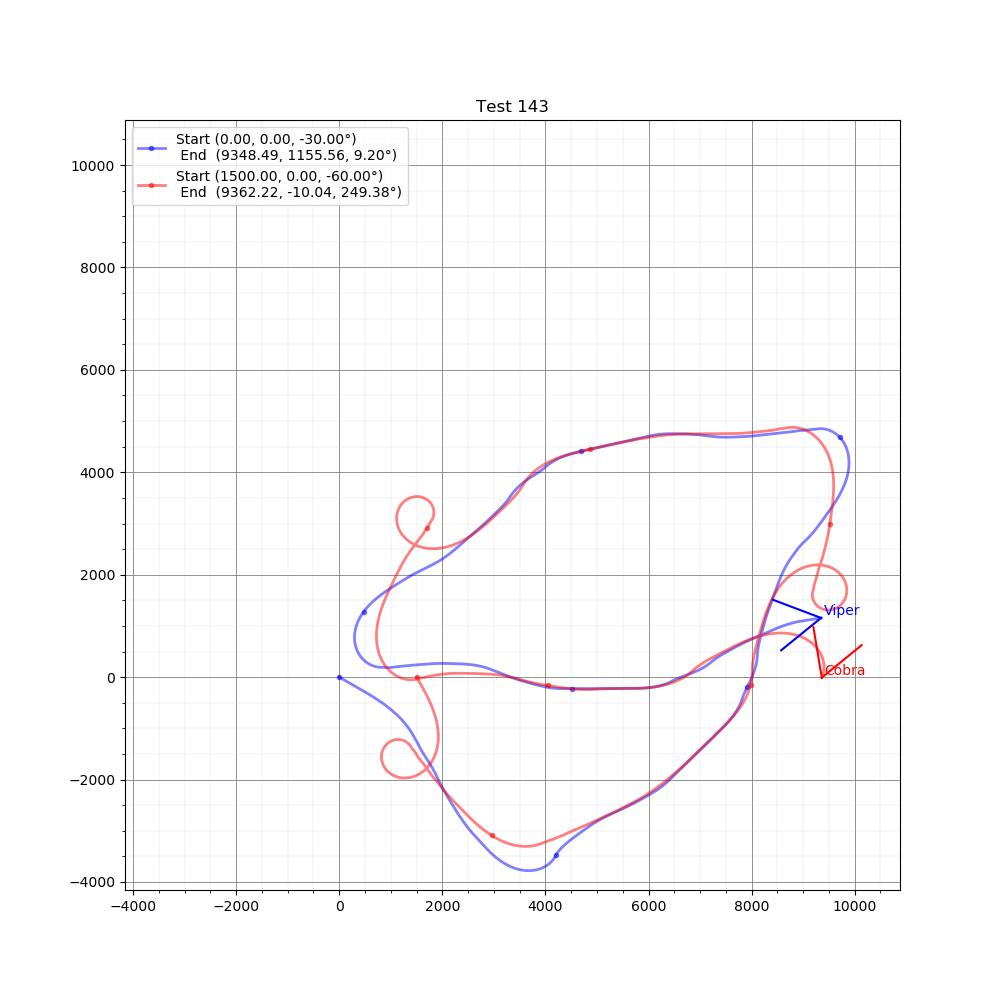 Test 143
Start (0.00, 0.00, -30.00°)
End (9348.49, 1155.56, 9.20°)
Start (1500.00, 0.00, -60.00°)
End (9362.22, -10.04, 249.38°)
10000
8000
6000
4000
2000
0
−2000
−4000
Viper
Cobra
−4000 −2000 0 2000 4000 6000 8000 10000